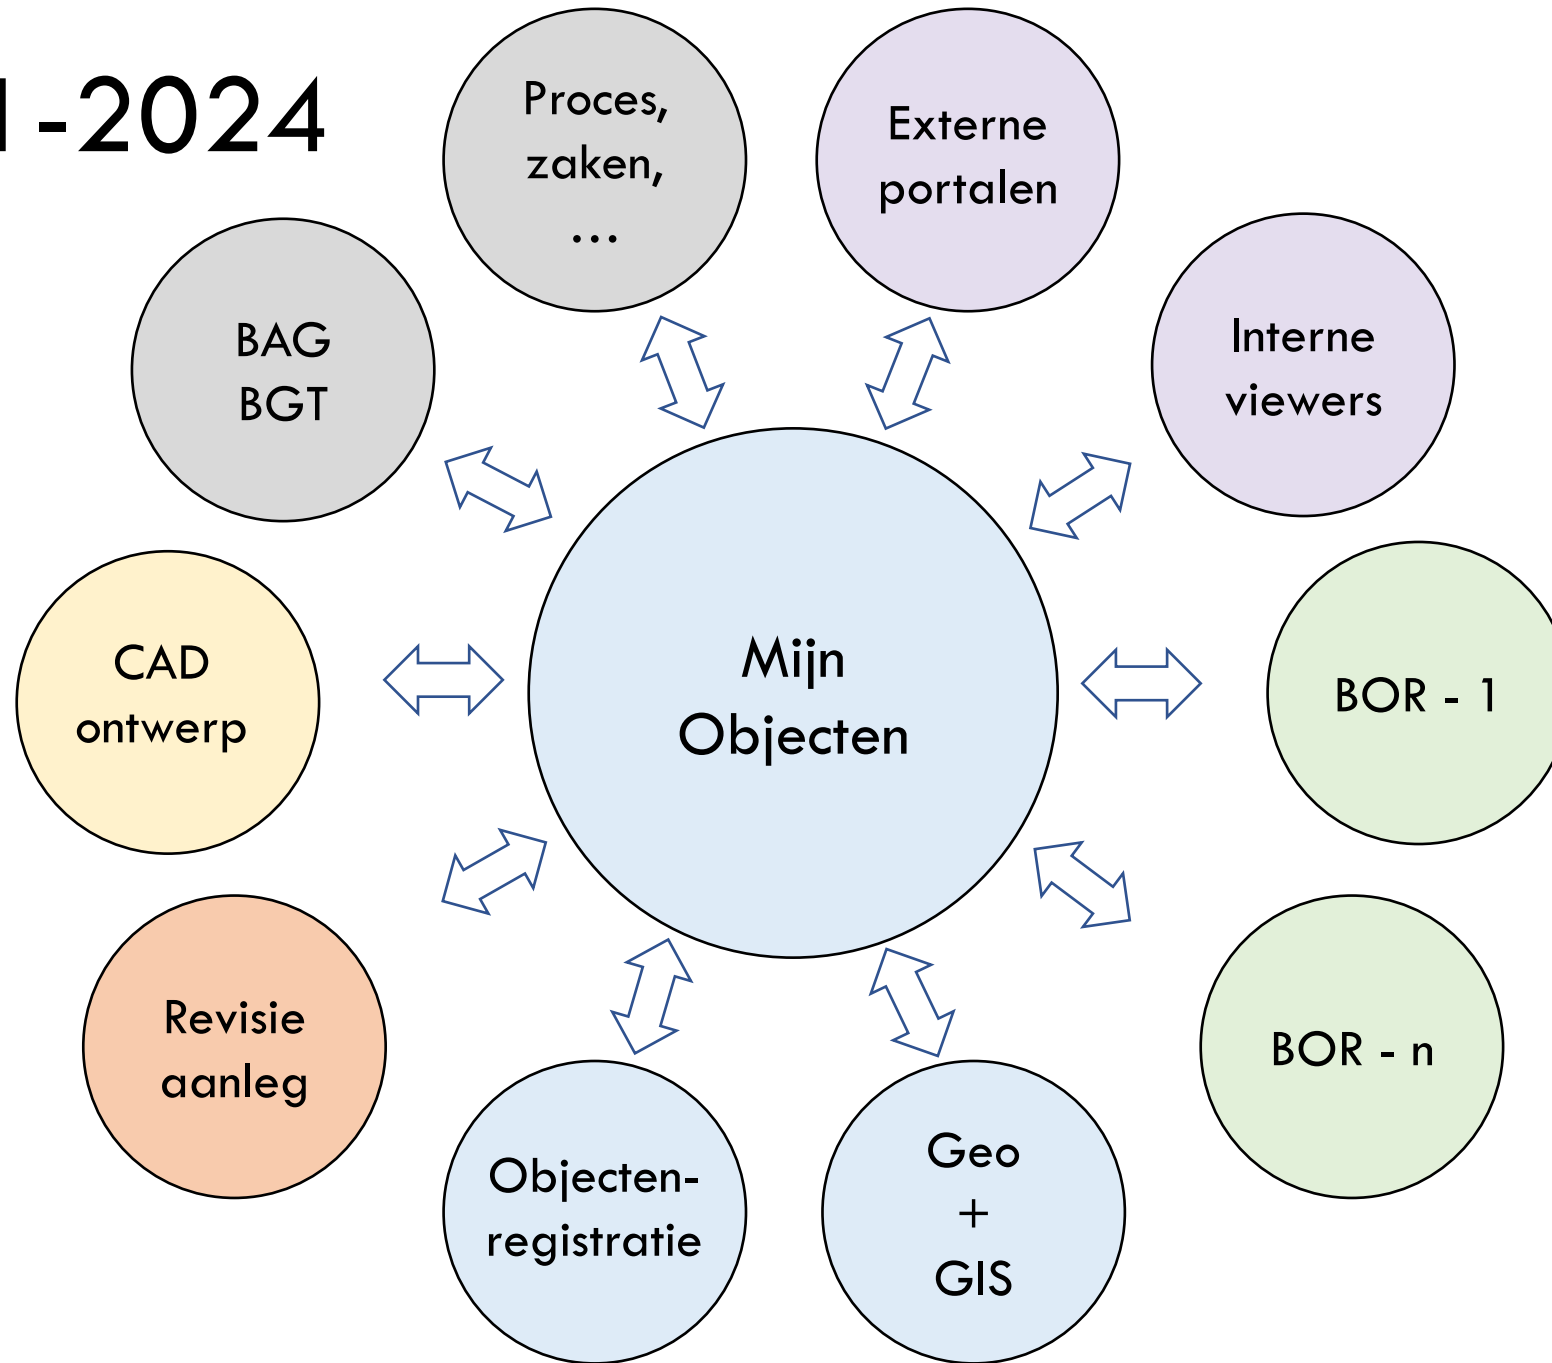 1-2024
Proces,
zaken,
...
Externe
portalen
BAG
BGT
Interne
viewers
CAD
ontwerp
Mijn
Objecten
BOR - 1
Revisie
aanleg
BOR - n
Objecten-
registratie
Geo
+
GIS